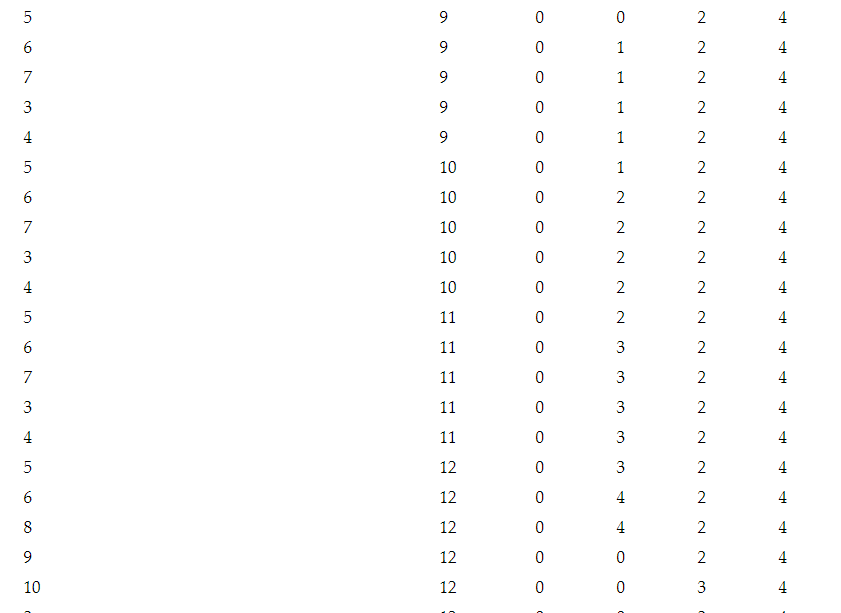 5 9 0 0 2 4
6 9 0 1 2 4
7 9 0 1 2 4
3 9 0 1 2 4
4 9 0 1 2 4
5 10 0 1 2 4
6 10 0 2 2 4
7 10 0 2 2 4
3 10 0 2 2 4
4 10 0 2 2 4
5 11 0 2 2 4
6 11 0 3 2 4
7 11 0 3 2 4
3 11 0 3 2 4
4 11 0 3 2 4
5 12 0 3 2 4
6 12 0 4 2 4
8 12 0 4 2 4
9 12 0 0 2 4
10 12 0 0 3 4